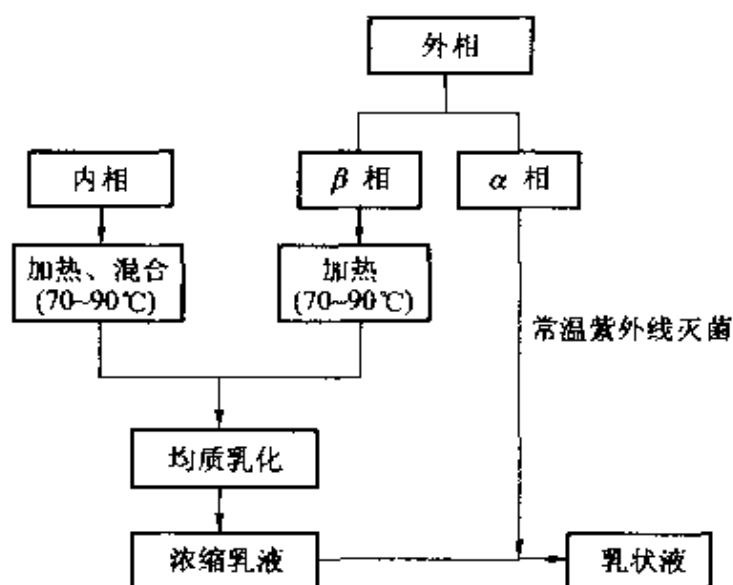 外相
内相
β 相
α 相
加热、混合
(70~90℃)
加热
(70~90℃)
常温紫外线灭菌
均质乳化
浓缩乳液
乳状液